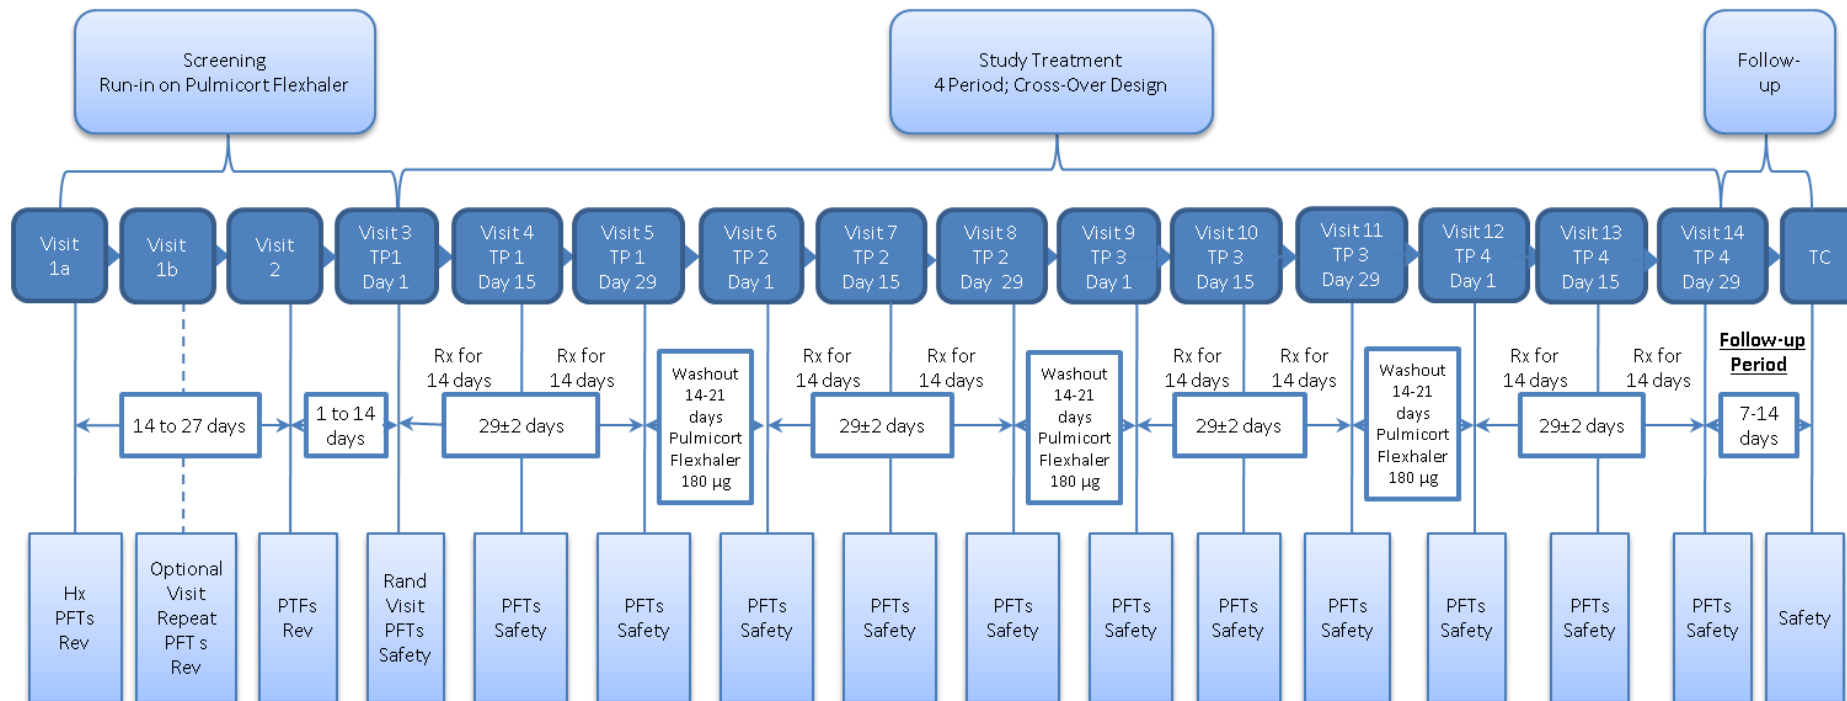 Screening
Run-in on Pulmicort Flexhaler
Study Treatment
4 Period; Cross-Over Design
Follow-
up
Visit
1a
Visit
1b
Visit
2
Visit 3
TP1
Day 1
Visit 4
TP 1
Day 15
Visit 5
TP 1
Day 29
Visit 6
TP 2
Day 1
Visit 7
TP 2
Day 15
Visit 8
TP 2
Day 29
Visit 9
TP 3
Day 1
Visit 10
TP 3
Day 15
Visit 11
TP 3
Day 29
Visit 12
TP 4
Day 1
Visit 13
TP 4
Day 15
Visit 14
TP 4
Day 29
TC
14 to 27 days
1 to 14
days
Rx for
14 days
Rx for
14 days
29±2 days
Washout
14-21
days
Pulmicort
Flexhaler
180 µg
Rx for
14 days
Rx for
14 days
29±2 days
Washout
14-21
days
Pulmicort
Flexhaler
180 µg
Rx for
14 days
Rx for
14 days
29±2 days
Washout
14-21
days
Pulmicort
Flexhaler
180 µg
Rx for
14 days
Rx for
14 days
29±2 days
Follow-up
Period
7-14
days
Hx
PFTs
Rev
Optional
Visit
Repeat
PFT s
Rev
PTFs
Rev
Rand
Visit
PFTs
Safety
PFTs
Safety
PFTs
Safety
PFTs
Safety
PFTs
Safety
PFTs
Safety
PFTs
Safety
PFTs
Safety
PFTs
Safety
PFTs
Safety
PFTs
Safety
PFTs
Safety
Safety